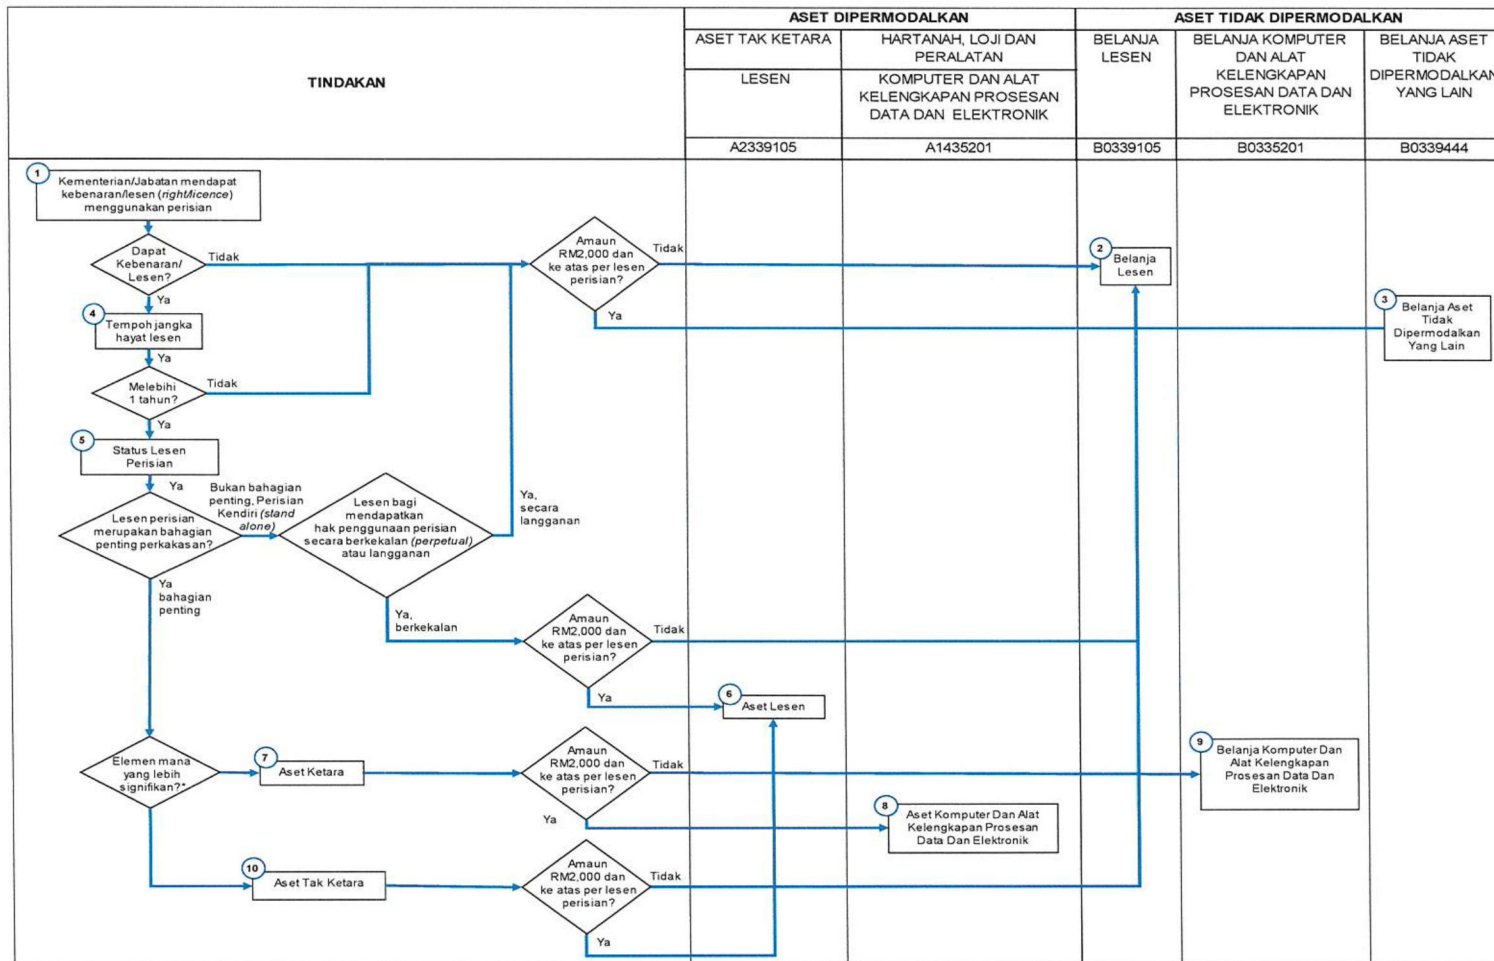 TINDAKAN
ASET DIPERMODALKAN
ASET TIDAK DIPERMODALKAN
ASET TAK KETARA
HARTANAH, LOJI DAN
PERALATAN
BELANJA
LESEN
BELANJA KOMPUTER
DAN ALAT
KELENGKAPAN
PROSESAN DATA DAN
ELEKTRONIK
BELANJA ASET
TIDAK
DIPERMODALKAN
YANG LAIN
LESEN
KOMPUTER DAN ALAT
KELENGKAPAN PROSESAN
DATA DAN ELEKTRONIK
A2339105
A1435201
B0339105
B0335201
B0339444
1
Kementerian/Jabatan mendapat
kebenaran/lesen (right/licence)
menggunakan perisian
Dapat
Kebenaran/
Lesen?
Tidak
Ya
Amaun
RM2,000 dan
ke atas per lesen
perisian?
Tidak
Ya
2
Belanja
Lesen
3
Belanja Aset
Tidak
Dipermodalkan
Yang Lain
4
Tempoh jangka
hayat lesen
Ya
Melebihi
1 tahun?
Tidak
Ya
5
Status Lesen
Perisian
Ya
Lesen perisian
merupakan bahagian
penting perkakasan?
Bukan bahagian
penting, Perisian
Kendiri (stand
alone)
Lesen bagi
mendapatkan
hak penggunaan perisian
secara berkekalan (perpetual)
atau langganan
Ya,
secara
langganan
Ya
bahagian
penting
Ya,
berkekalan
Amaun
RM2,000 dan
ke atas per lesen
perisian?
Tidak
Ya
6
Aset Lesen
Elemen mana
yang lebih
signifikan?*
7
Aset Ketara
Amaun
RM2,000 dan
ke atas per lesen
perisian?
Tidak
Ya
8
Aset Komputer Dan Alat
Kelengkapan Prosesan
Data Dan Elektronik
9
Belanja Komputer Dan
Alat Kelengkapan
Prosesan Data Dan
Elektronik
10
Aset Tak Ketara
Amaun
RM2,000 dan
ke atas per lesen
perisian?
Tidak
Ya